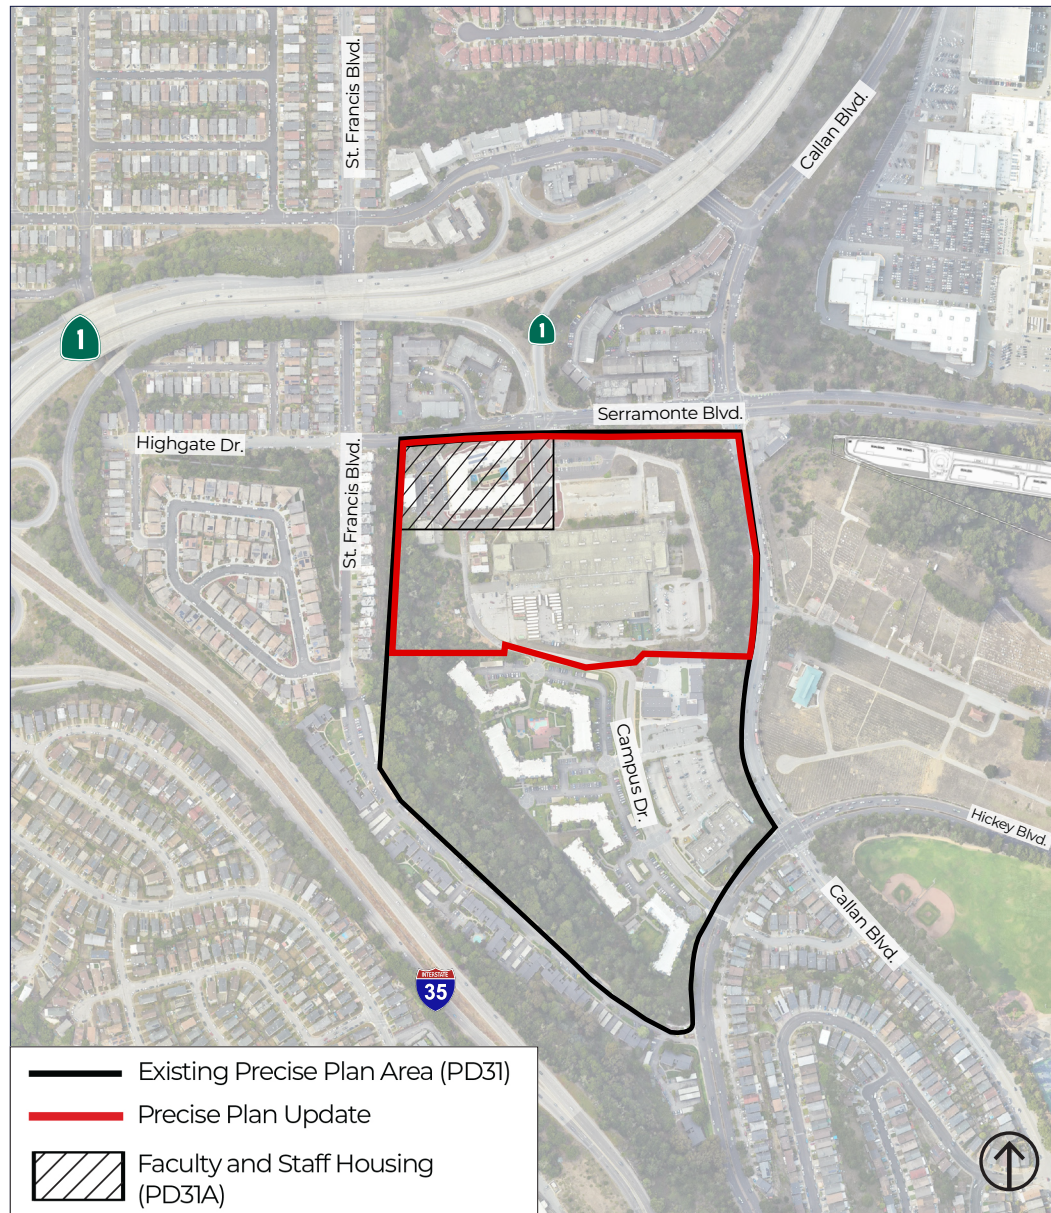 St. Francis Blvd.
Callan Blvd.
1
1
Serramonte Blvd.
Highgate Dr.
St. Francis Blvd.
Campus Dr.
Hickey Blvd.
Callan Blvd.
INTERSTATE
35
Existing Precise Plan Area (PD31)
Precise Plan Update
Faculty and Staff Housing
(PD31A)